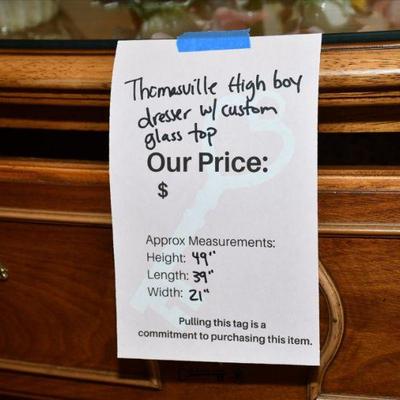 Thomasville High boy
dresser w/ custom
glass top
Our Price:
$
Approx Measurements:
Height: 49"
Length: 39"
Width: 21"
Pulling this tag is a
commitment to purchasing this item.